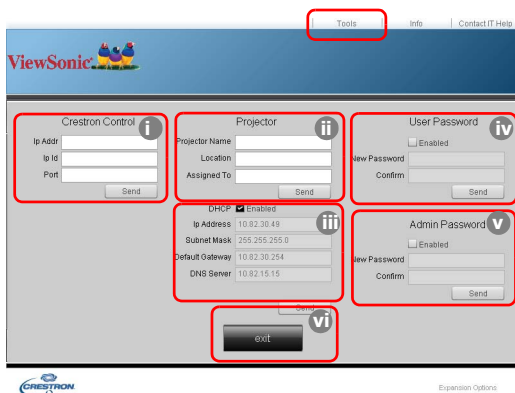 Tools
Info
Contact IT Help
ViewSonic
Crestron Control
i
Ip Addr
Ip Id
Port
Send
Projector
ii
Projector Name
Location
Assigned To
Send
DHCP Enabled
iii
Ip Address 10.82.30.49
Subnet Mask 255.255.255.0
Default Gateway 10.82.30.254
DNS Server 10.82.15.15
Send
vi
exit
User Password
iv
Enabled
New Password
Confirm
Send
Admin Password
v
Enabled
New Password
Confirm
Send
CRESTRON
Expansion Options